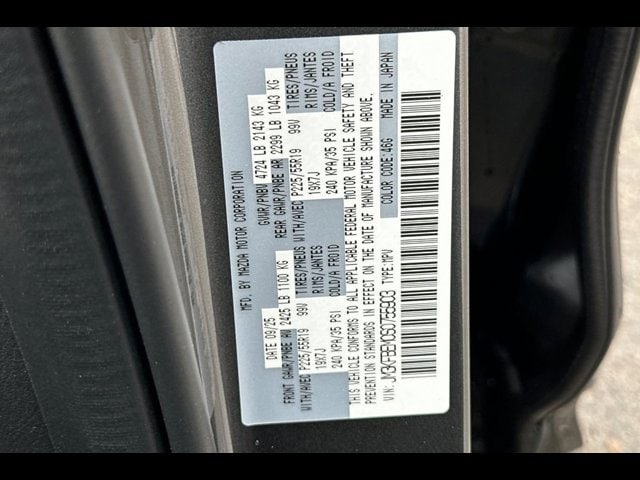 MFD. BY MAZDA MOTOR CORPORATION
DATE 09/25 GVWR/PNBV 4724 LB 2143 KG
FRONT GAWR/PNBE AV 2425 LB 1100 KG REAR GAWR/PNBE AR 2299 LB 1043 KG
WITH/AVEC P225/55R19 99V TIRES/PNEUS WITH/AVEC P225/55R19 99V TIRES/PNEUS
19X7J RIMS/JANTES 19X7J RIMS/JANTES
240 KPA/35 PSI COLD/A FROID 240 KPA/35 PSI COLD/A FROID
THIS VEHICLE CONFORMS TO ALL APPLICABLE FEDERAL MOTOR VEHICLE SAFETY AND THEFT
PREVENTION STANDARDS IN EFFECT ON THE DATE OF MANUFACTURE SHOWN ABOVE.
VIN: TYPE:MPV COLOR CODE:46G MADE IN JAPAN